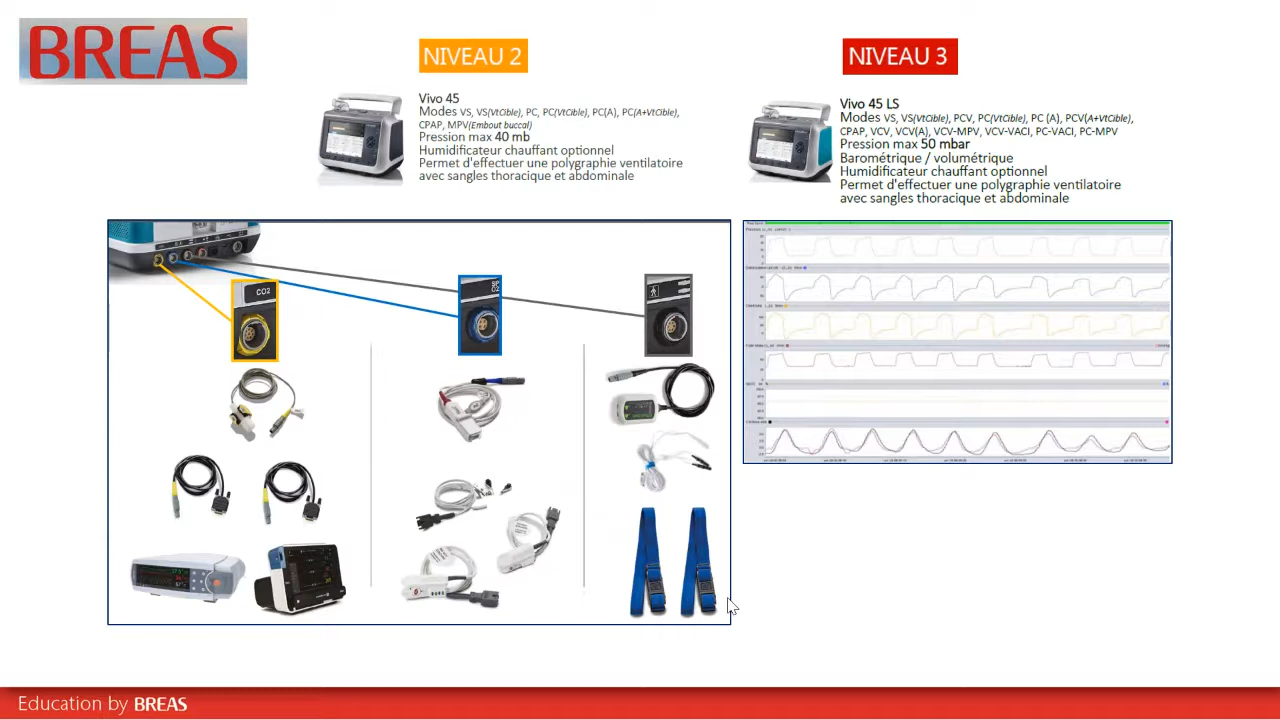 BREAS
NIVEAU 2
Vivo 45
Modes VS, VS(VtCible), PC, PC(VtCible), PC(A), PC(A+VtCible),
CPAP, MPV(Embout buccal)
Pression max 40 mb
Humidificateur chauffant optionnel
Permet d'effectuer une polygraphie ventilatoire
avec sangles thoracique et abdominale
NIVEAU 3
Vivo 45 LS
Modes VS, VS(VtCible), PCV, PC(VtCible), PC (A), PCV(A+VtCible),
CPAP, VCV, VCV(A), VCV-MPV, VCV-VACI, PC-VACI, PC-MPV
Pression max 50 mbar
Barométrique / volumétrique
Humidificateur chauffant optionnel
Permet d'effectuer une polygraphie ventilatoire
avec sangles thoracique et abdominale
CO2
Education by BREAS